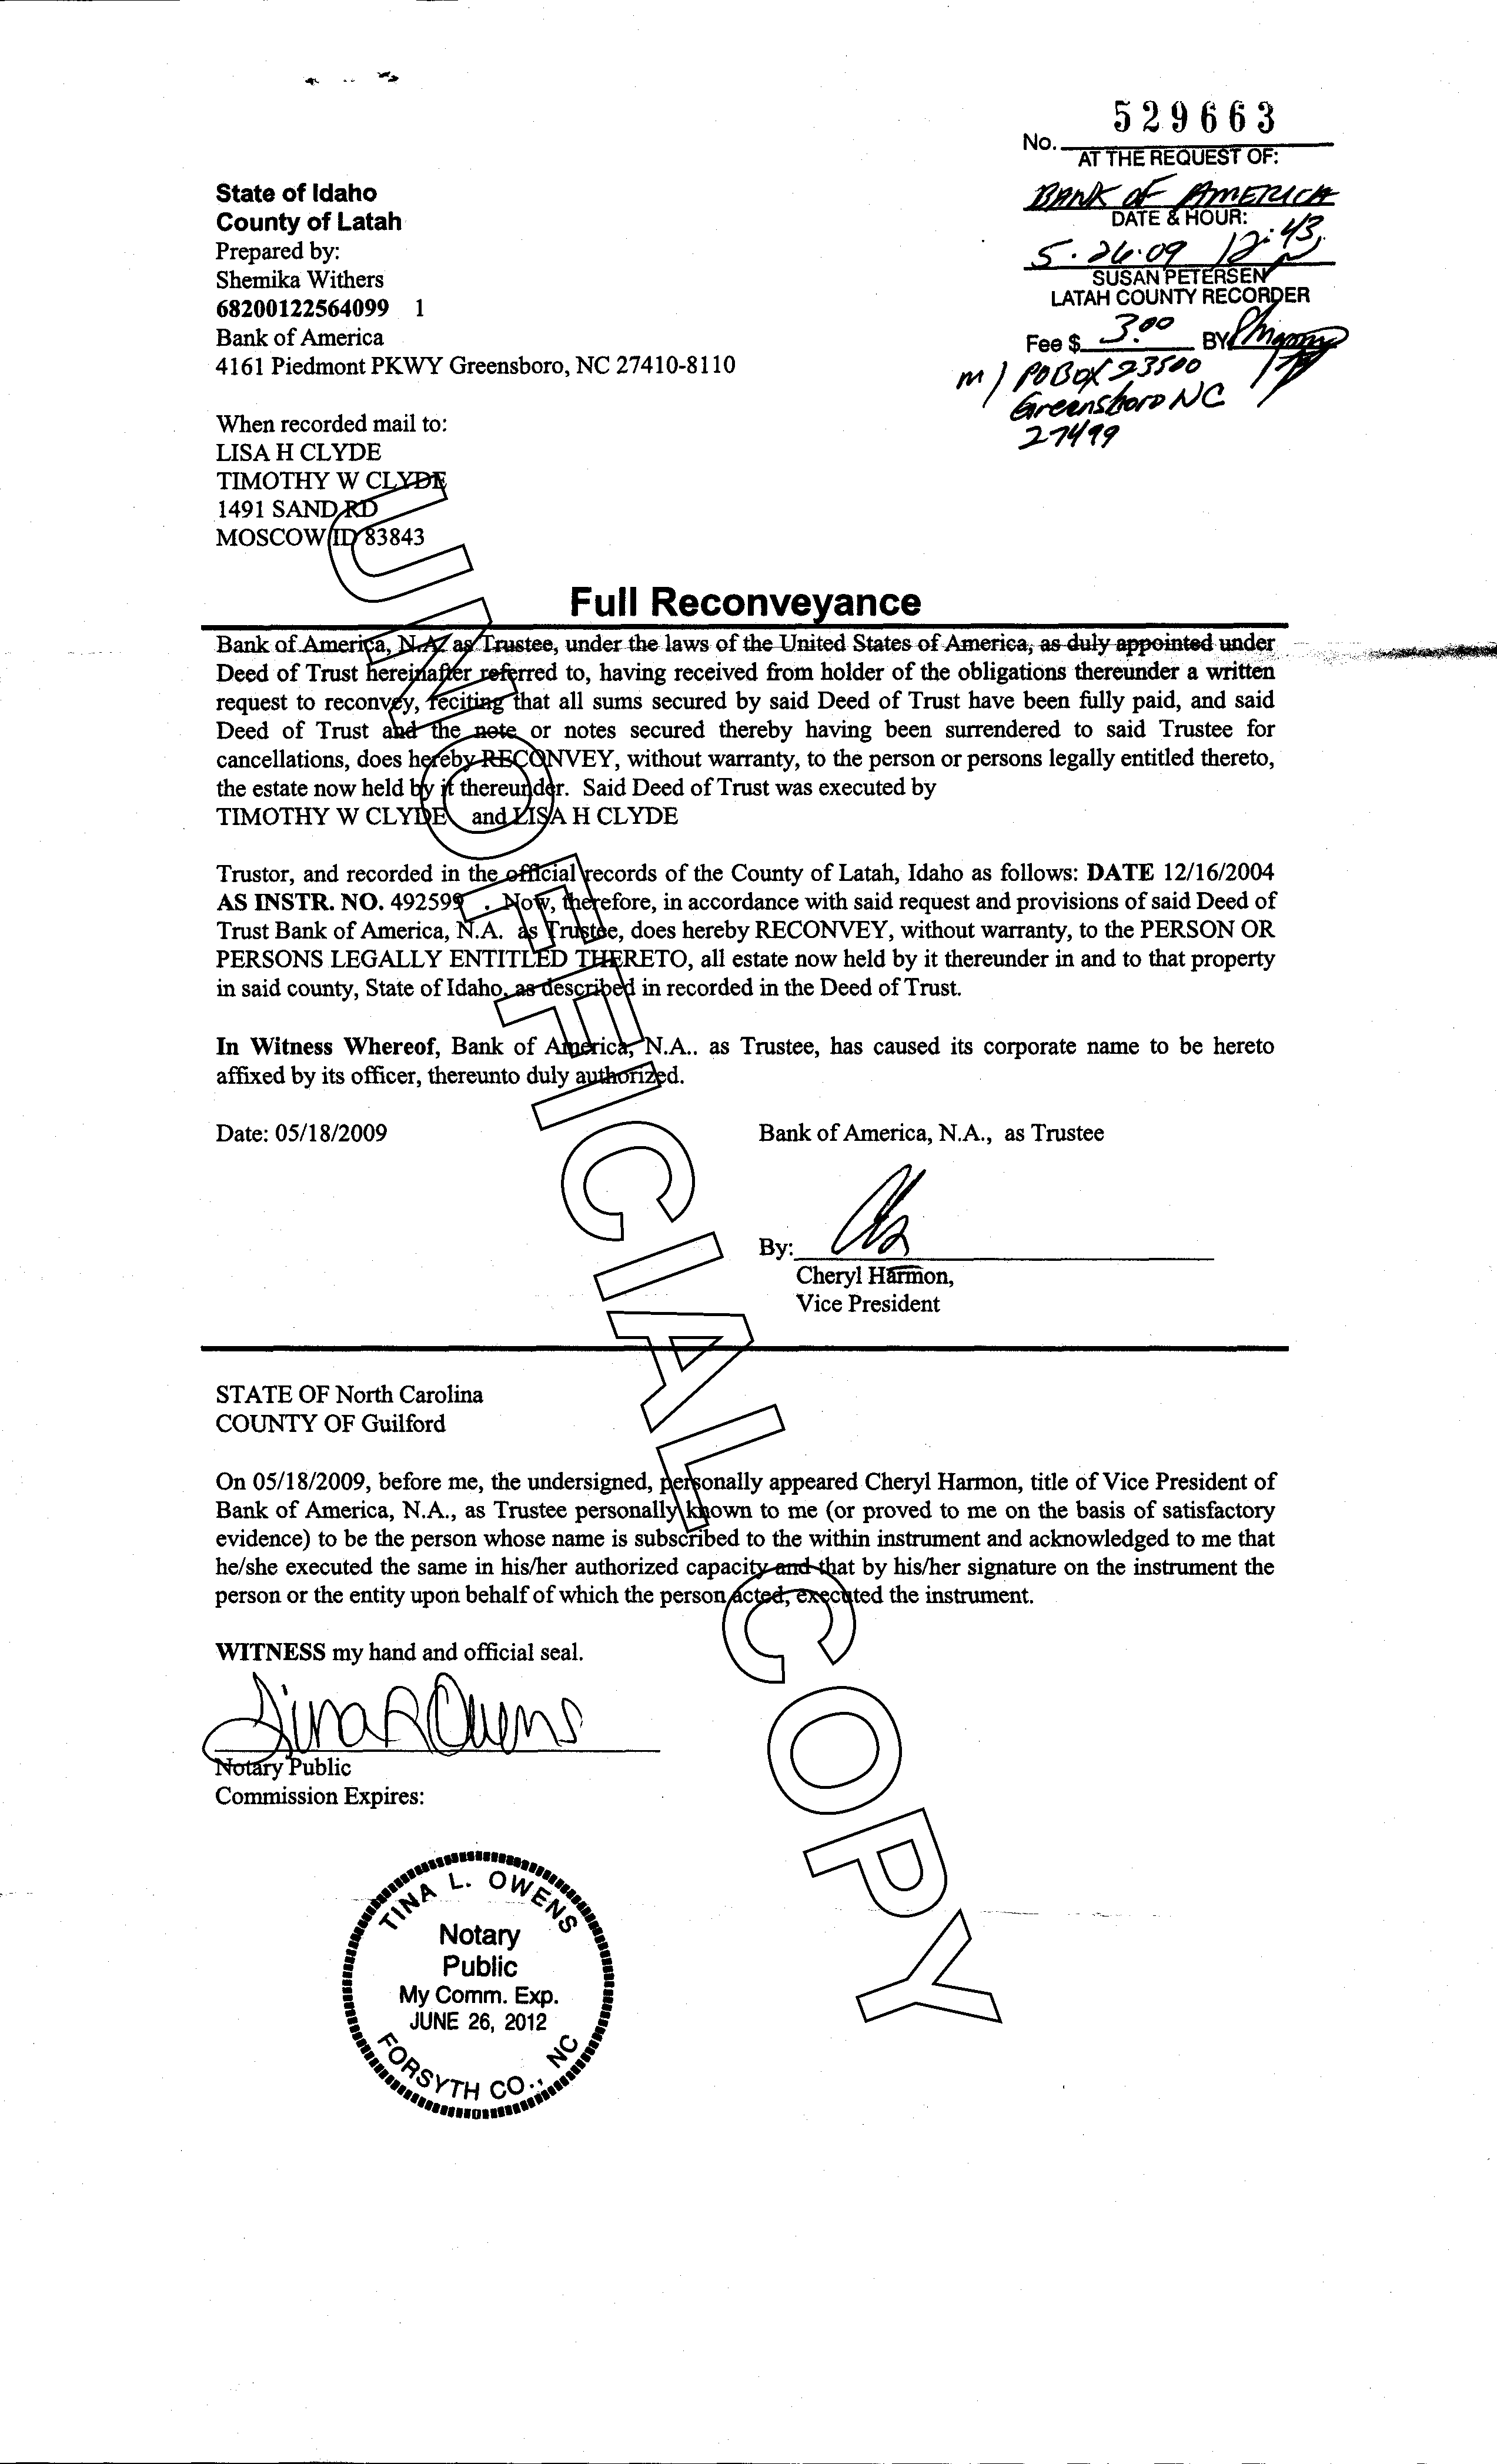 529663
No.
AT THE REQUEST OF:
BANK OF AMERICA
DATE & HOUR:
5-26-09 12:43
SUSAN PETERSEN
LATAH COUNTY RECORDER
Fee $ 3.00 BY
m/ PO BOX 23500
Greensboro NC
27499
State of Idaho
County of Latah
Prepared by:
Shemika Withers
68200122564099 1
Bank of America
4161 Piedmont PKWY Greensboro, NC 27410-8110
When recorded mail to:
LISA H CLYDE
TIMOTHY W CLYDE
1491 SAND RD
MOSCOW ID 83843
Full Reconveyance
Bank of America, N.A. as Trustee, under the laws of the United States of America, as duly appointed under
Deed of Trust hereinafter referred to, having received from holder of the obligations thereunder a written
request to reconvey, reciting that all sums secured by said Deed of Trust have been fully paid, and said
Deed of Trust and the note or notes secured thereby having been surrendered to said Trustee for
cancellations, does hereby RECONVEY, without warranty, to the person or persons legally entitled thereto,
the estate now held by it thereunder. Said Deed of Trust was executed by
TIMOTHY W CLYDE and LISA H CLYDE
Trustor, and recorded in the official records of the County of Latah, Idaho as follows: DATE 12/16/2004
AS INSTR. NO. 492599 . Now, therefore, in accordance with said request and provisions of said Deed of
Trust Bank of America, N.A. as Trustee, does hereby RECONVEY, without warranty, to the PERSON OR
PERSONS LEGALLY ENTITLED THERETO, all estate now held by it thereunder in and to that property
in said county, State of Idaho, as described in recorded in the Deed of Trust.
In Witness Whereof, Bank of America, N.A.. as Trustee, has caused its corporate name to be hereto
affixed by its officer, thereunto duly authorized.
Date: 05/18/2009
Bank of America, N.A., as Trustee
By:
Cheryl Harmon,
Vice President
STATE OF North Carolina
COUNTY OF Guilford
On 05/18/2009, before me, the undersigned, personally appeared Cheryl Harmon, title of Vice President of
Bank of America, N.A., as Trustee personally known to me (or proved to me on the basis of satisfactory
evidence) to be the person whose name is subscribed to the within instrument and acknowledged to me that
he/she executed the same in his/her authorized capacity and that by his/her signature on the instrument the
person or the entity upon behalf of which the person acted, executed the instrument.
WITNESS my hand and official seal.
Tina R Owens
Notary Public
Commission Expires:
TINA L. OWENS
Notary
Public
My Comm. Exp.
JUNE 26, 2012
FORSYTH CO., NC
UNOFFICIAL COPY